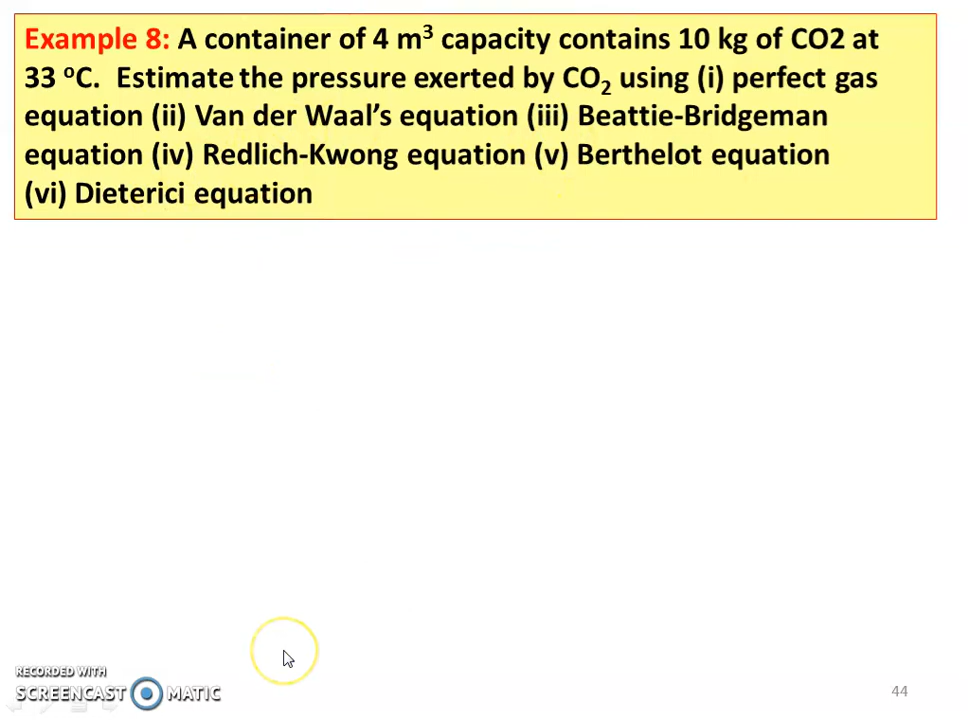 Example 8: A container of 4 m³ capacity contains 10 kg of CO2 at
33 ºC. Estimate the pressure exerted by CO₂ using (i) perfect gas
equation (ii) Van der Waal’s equation (iii) Beattie-Bridgeman
equation (iv) Redlich-Kwong equation (v) Berthelot equation
(vi) Dieterici equation
RECORDED WITH
SCREENCAST MATIC
44